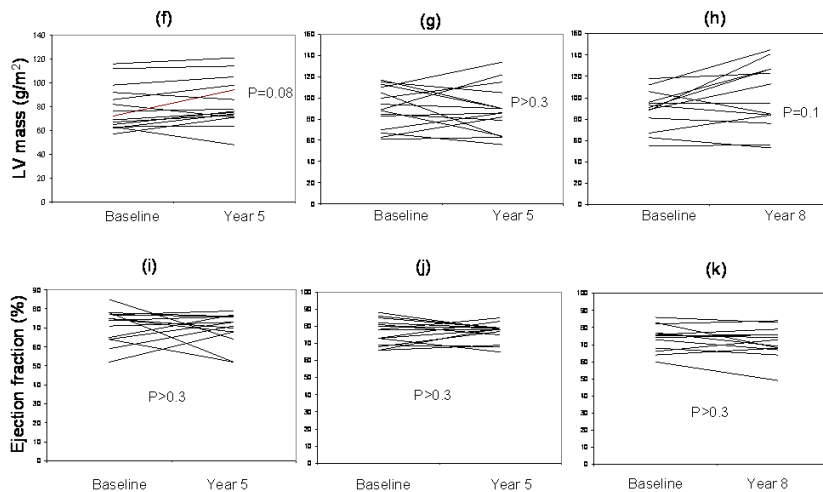 (f)
(g)
(h)
LV mass (g/m²)
140
120
100
80
60
40
20
0
P=0.08
Baseline
Year 5
160
140
120
100
80
60
40
20
0
P>0.3
Baseline
Year 5
160
140
120
100
80
60
40
20
0
P=0.1
Baseline
Year 8
(i)
(j)
(k)
Ejection fraction (%)
90
80
70
60
50
40
30
20
10
0
P>0.3
Baseline
Year 5
100
90
80
70
60
50
40
30
20
10
0
P>0.3
Baseline
Year 5
100
90
80
70
60
50
40
30
20
10
0
P>0.3
Baseline
Year 8